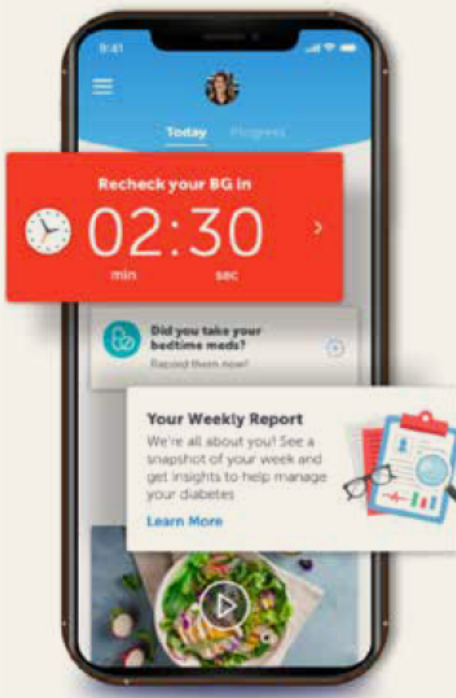 9:41
Today Progress
Recheck your BG in
02:30
min sec
Did you take your
bedtime meds?
Record them now!
Your Weekly Report
We're all about you! See a
snapshot of your week and
get insights to help manage
your diabetes
Learn More